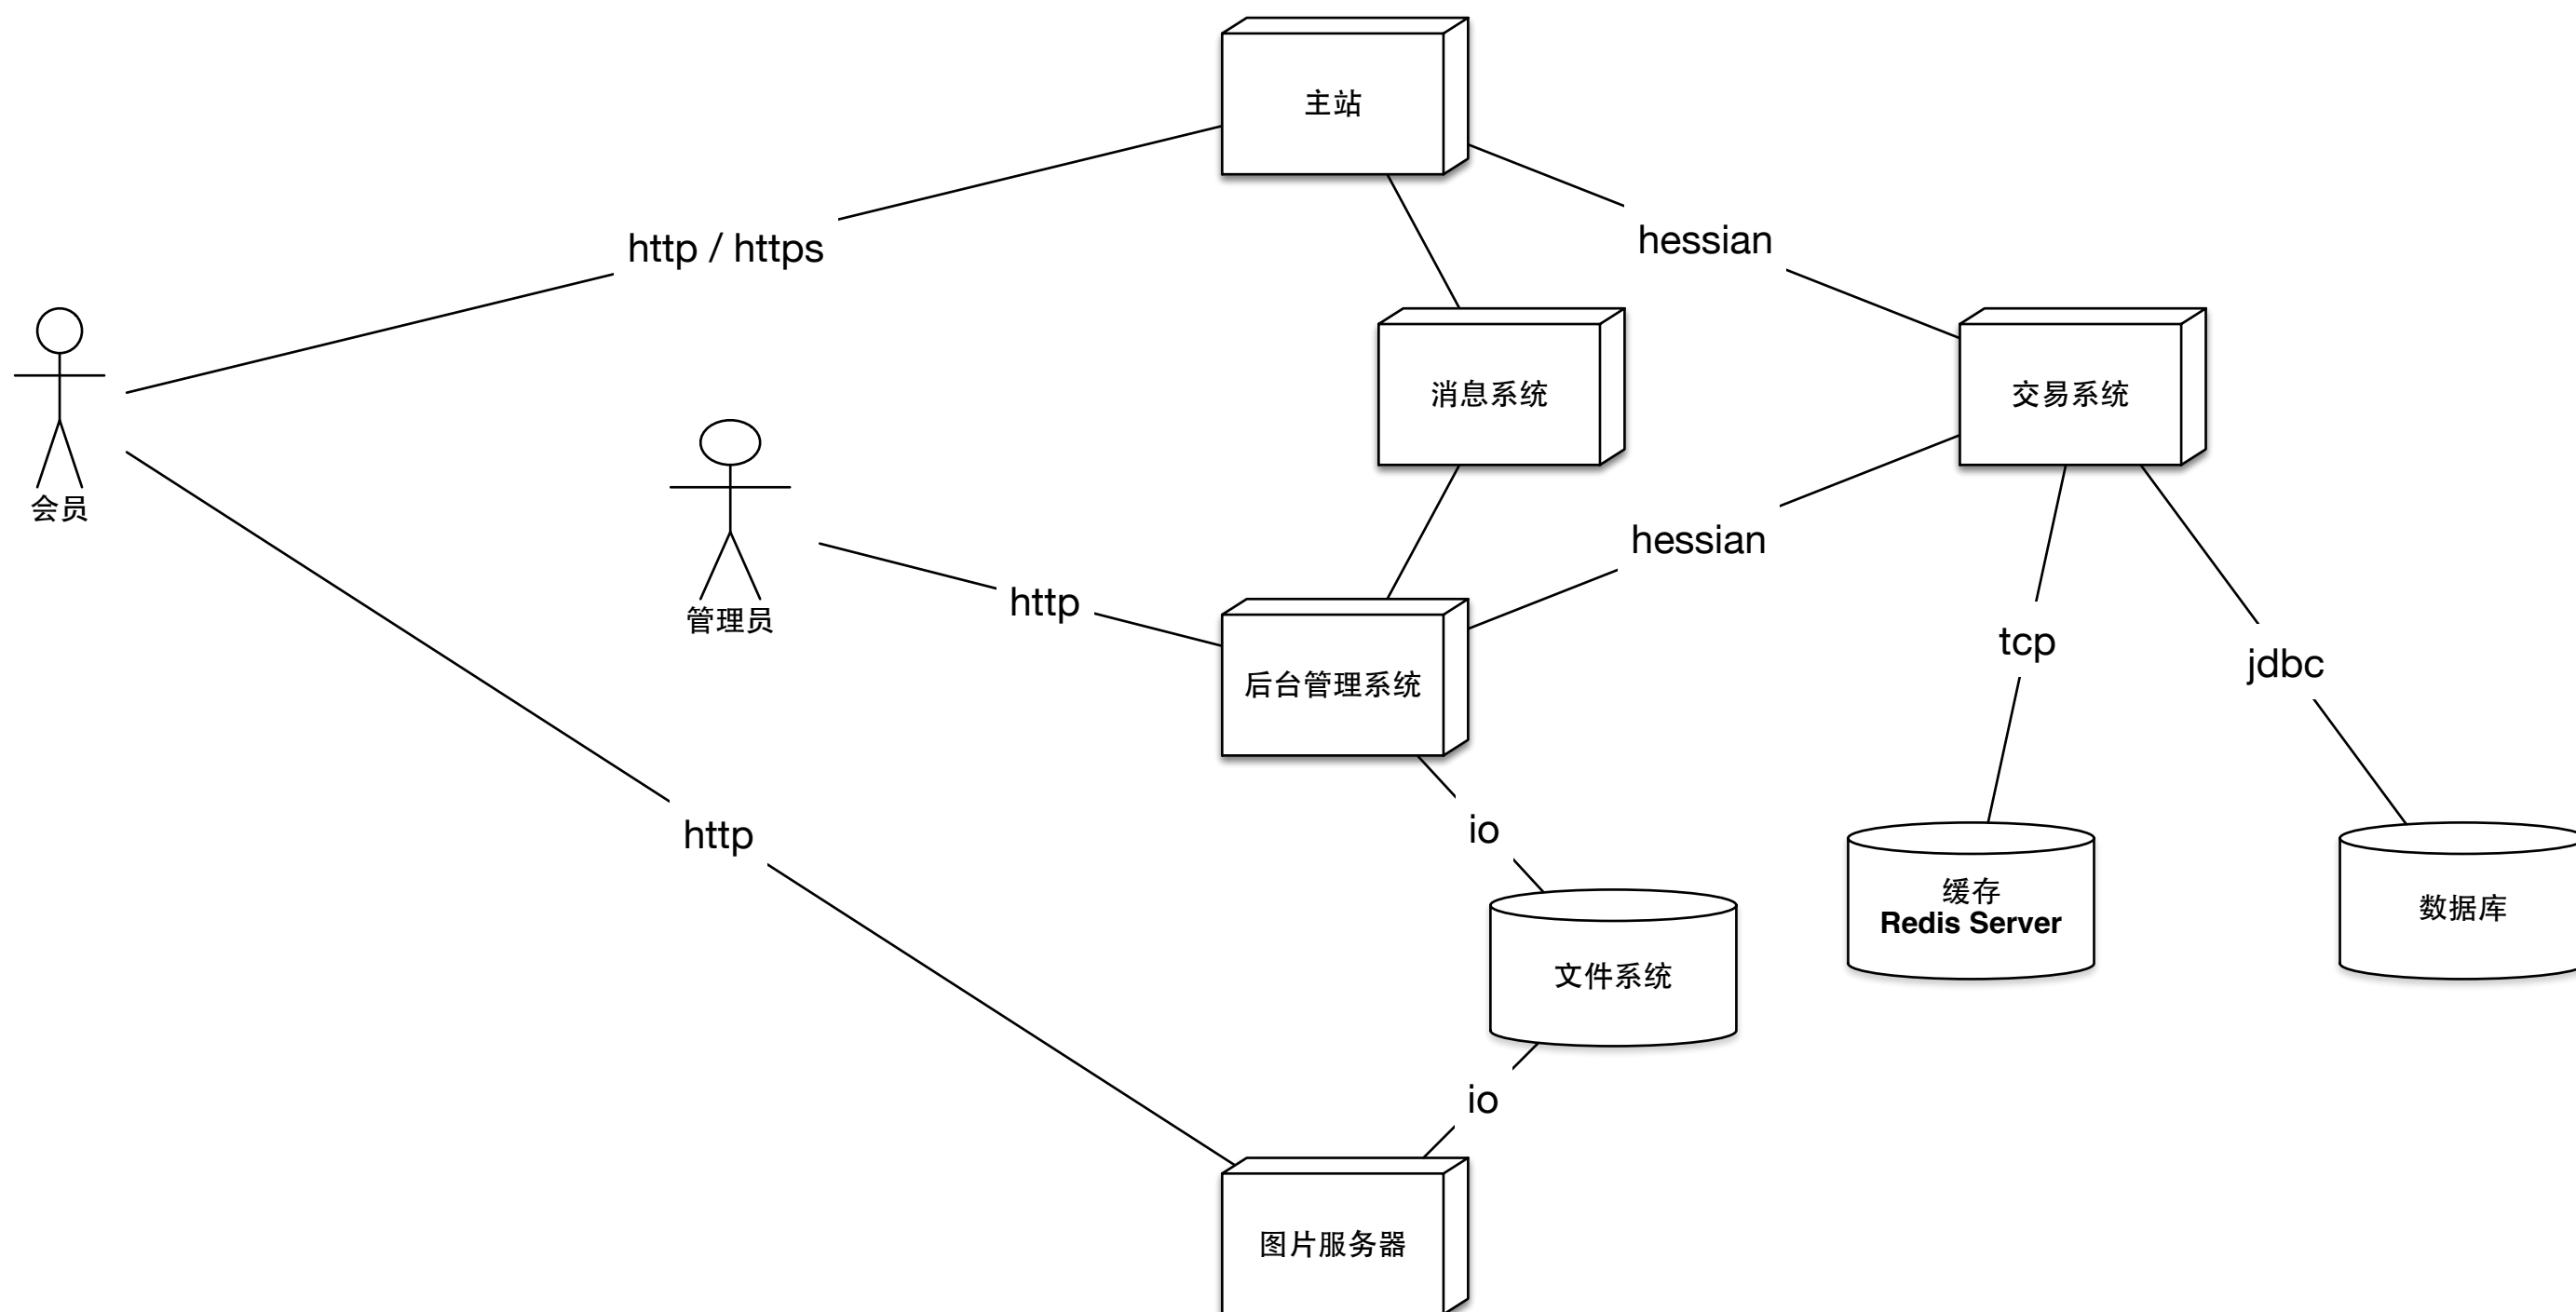 主站
http / https
hessian
消息系统
交易系统
会员
管理员
http
hessian
tcp
jdbc
后台管理系统
http
io
缓存
Redis Server
数据库
文件系统
io
图片服务器